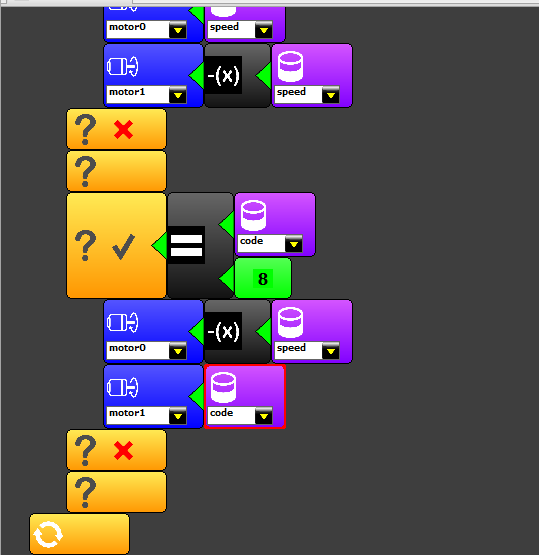 motor0 speed
motor1 -(x) speed
? ✗
?
? ✓ = code
8
motor0 -(x) speed
motor1 code
? ✗
?